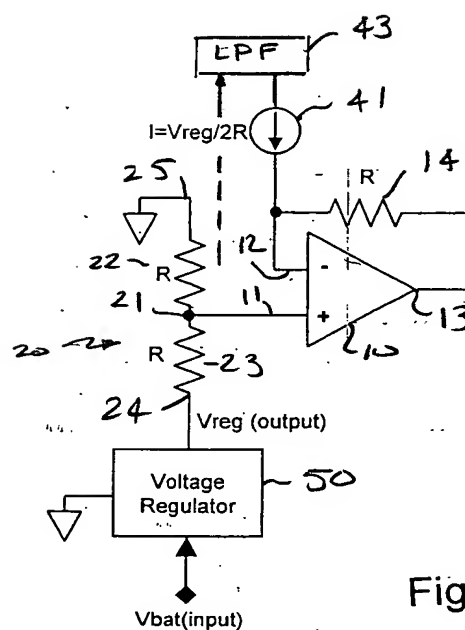 LPF
43
41
I=Vreg/2R
25
R
14
22
R
12
-
21
11
+
13
20
R
23
10
24
Vreg (output)
Voltage
Regulator
50
Fig
Vbat(input)